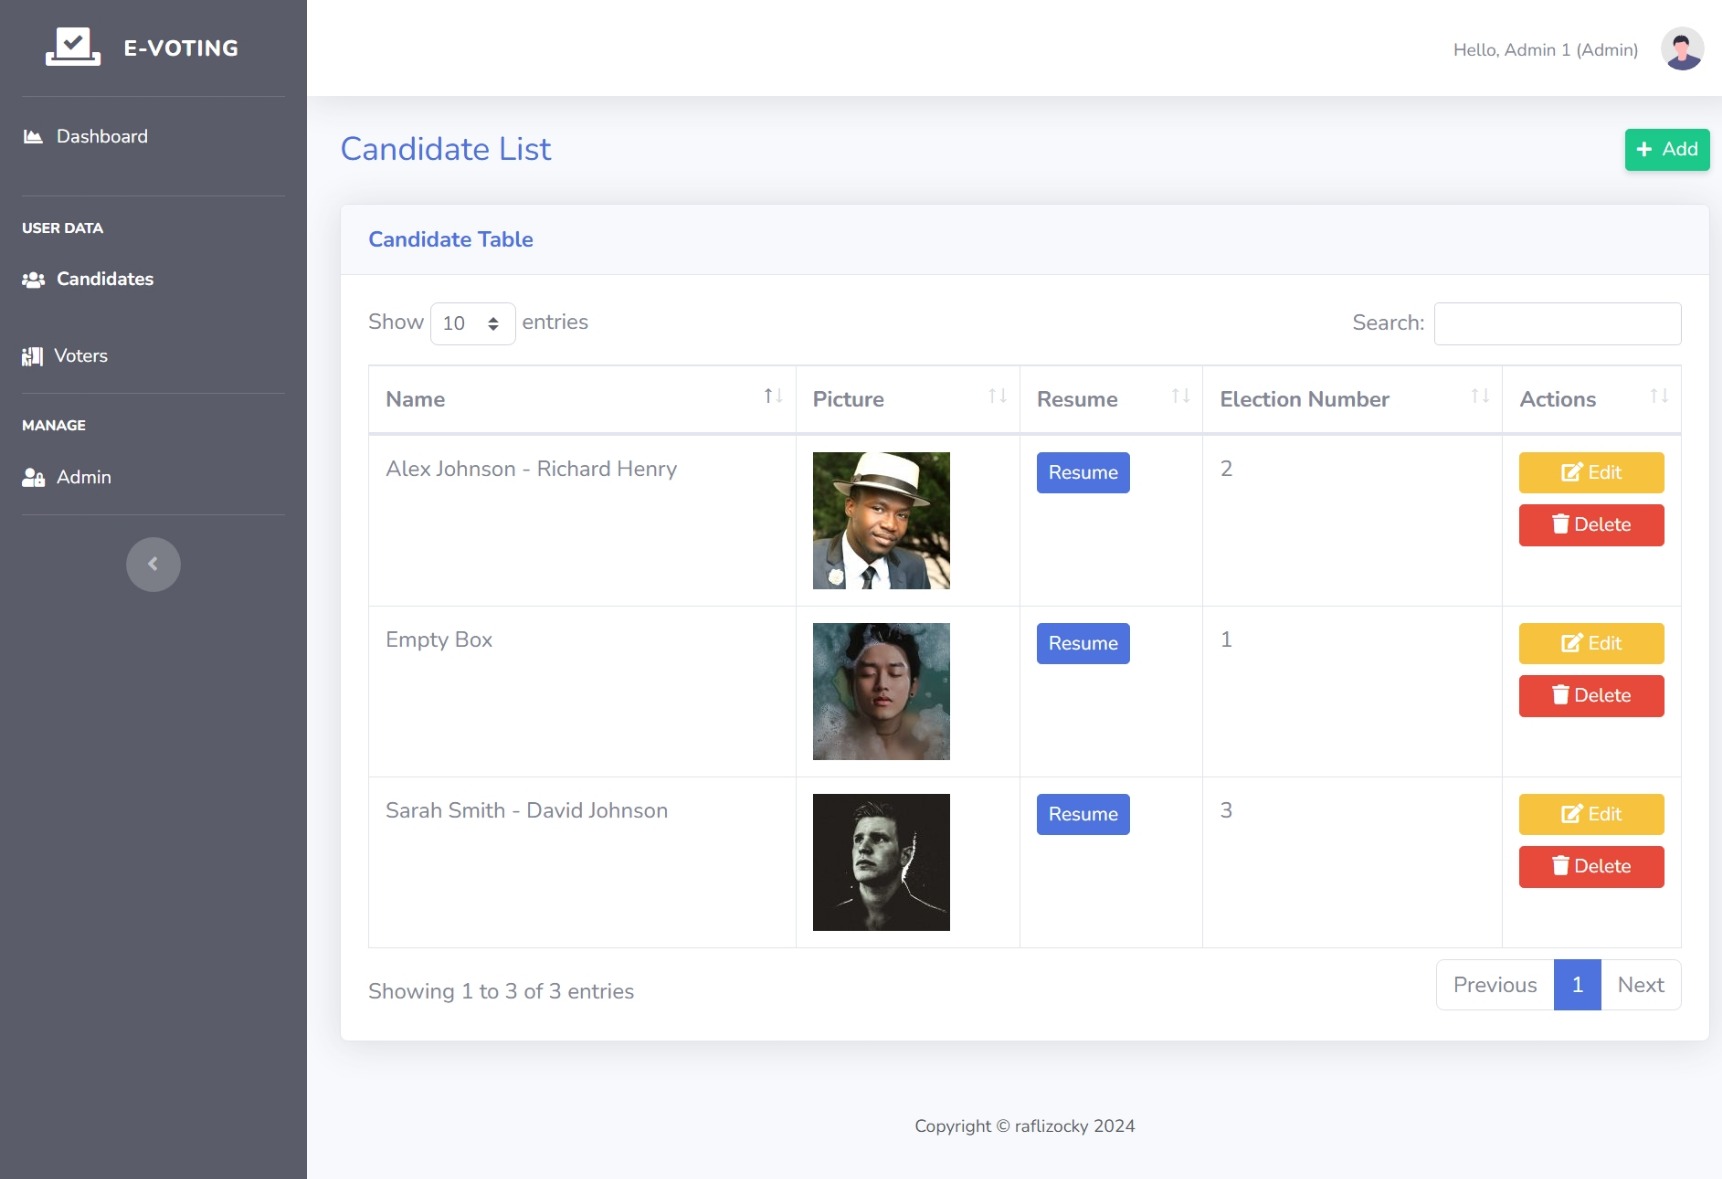 E-VOTING
Hello, Admin 1 (Admin)
Dashboard
USER DATA
Candidates
Voters
MANAGE
Admin
Candidate List
Add
Candidate Table
Show 10 entries
Search:
Name Picture Resume Election Number Actions
Alex Johnson - Richard Henry Resume 2 Edit
Delete
Empty Box Resume 1 Edit
Delete
Sarah Smith - David Johnson Resume 3 Edit
Delete
Showing 1 to 3 of 3 entries
Previous 1 Next
Copyright © raflizocky 2024